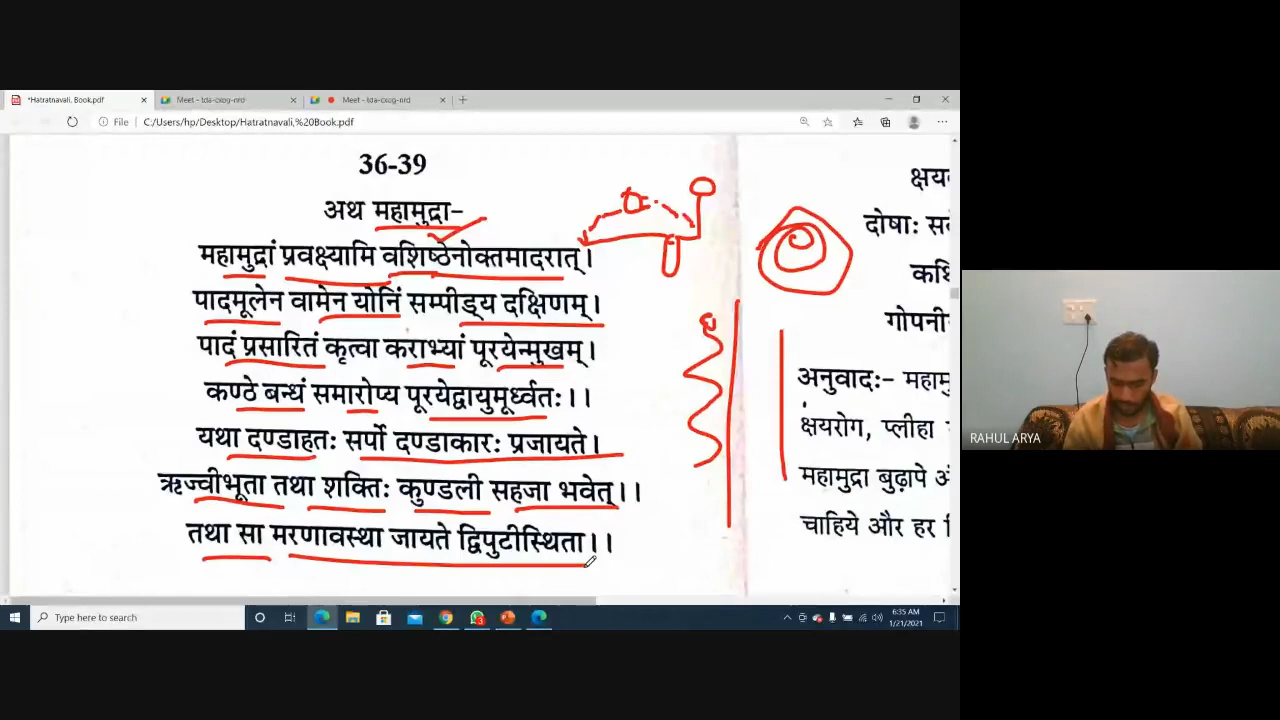 *Hatratnavali, Book.pdf
Meet - tda-cxog-nrd
Meet - tda-cxog-nrd
File C:/Users/hp/Desktop/Hatratnavali,%20Book.pdf
36-39
अथ महामुद्रा-
महामुद्रां प्रवक्ष्यामि वशिष्ठेनोक्तमादरात्।
पादमूलेन वामेन योनिं सम्पीड्य दक्षिणम्।
पादं प्रसारितं कृत्वा कराभ्यां पूरयेन्मुखम्।
कण्ठे बन्धं समारोप्य पूरयेद्वायुमूर्ध्वतः।।
यथा दण्डाहतः सर्पो दण्डाकारः प्रजायते।
ऋज्वीभूता तथा शक्तिः कुण्डली सहजा भवेत्।।
तथा सा मरणावस्था जायते द्विपुटीस्थिता।।
क्षय
दोषाः
कथि
गोपनी
अनुवादः- महामु
क्षयरोग, प्लीहा
महामुद्रा बुढ़ापे
चाहिये और हर
RAHUL ARYA
Type here to search
3
6:35 AM
1/21/2021